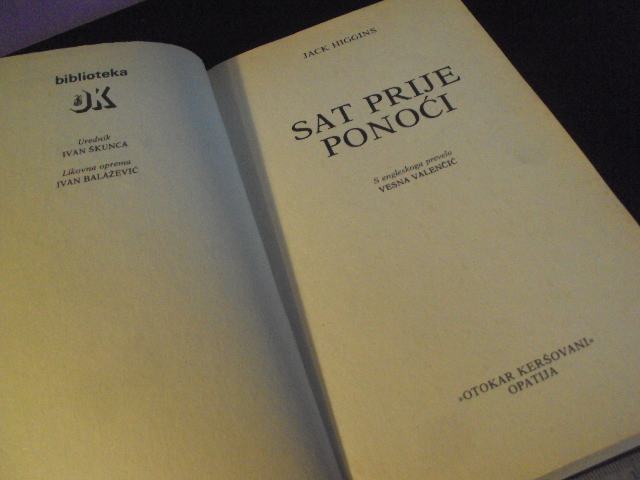 biblioteka
OK
Urednik
IVAN ŠKUNCA
Likovna oprema
IVAN BALAŽEVIĆ
JACK HIGGINS
SAT PRIJE
PONOĆI
S engleskoga prevela
VESNA VALENČIĆ
»OTOKAR KERŠOVANI«
OPATIJA